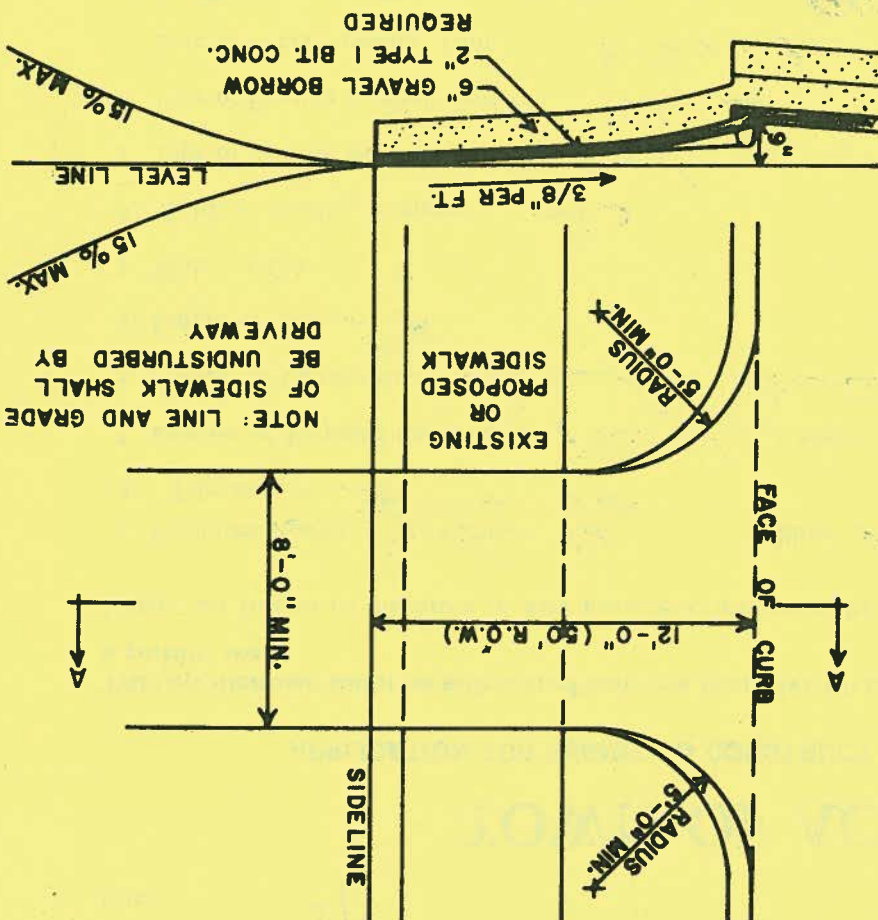 RADIUS
5'-0" MIN.
SIDELINE
A
A
12'-0" (50' R.O.W.)
FACE OF CURB
8'-0" MIN.
RADIUS
5'-0" MIN.
EXISTING
OR
PROPOSED
SIDEWALK
NOTE: LINE AND GRADE
OF SIDEWALK SHALL
BE UNDISTURBED BY
DRIVEWAY
3/8" PER FT.
15% MAX.
LEVEL LINE
15% MAX.
6" GRAVEL BORROW
2" TYPE I BIT. CONC.
REQUIRED